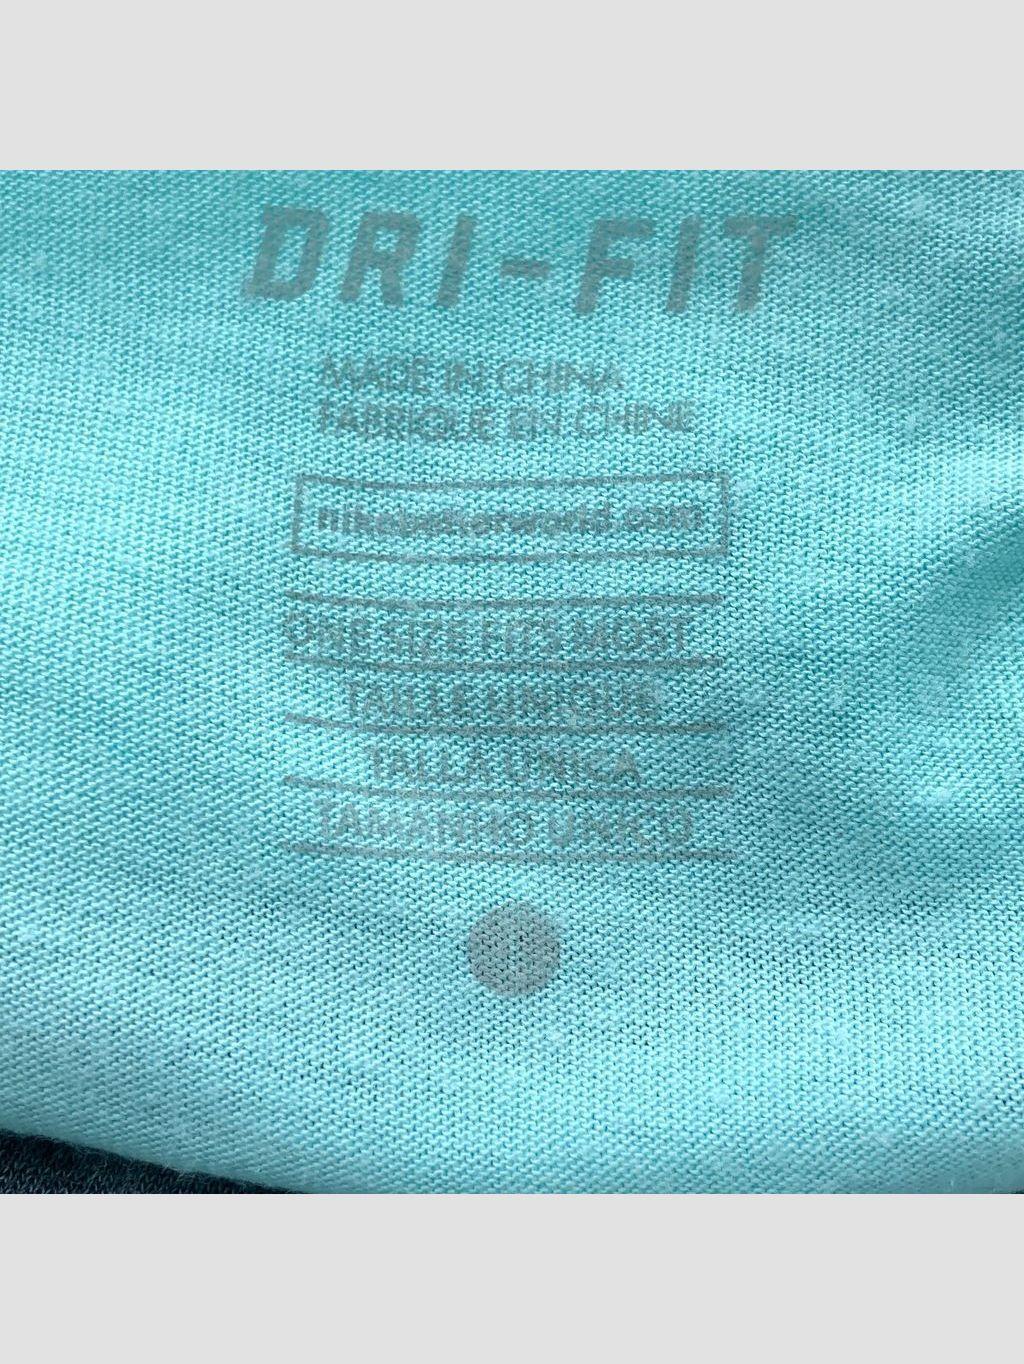 DRI-FIT
MADE IN CHINA
FABRIQUE EN CHINE
nikebetterworld.com
ONE SIZE FITS MOST
TAILLE UNIQUE
TALLA UNICA
TAMANHO UNICO